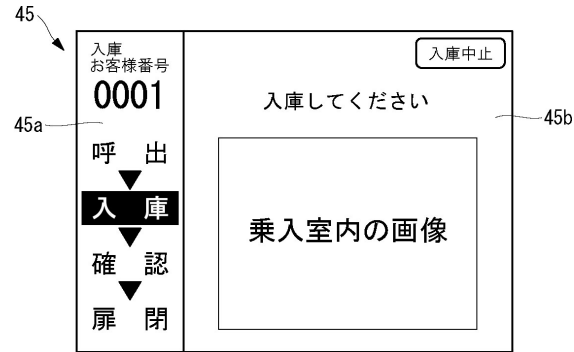 45
入庫
お客様番号
0001
45a
呼 出
▼
入 庫
▼
確 認
▼
扉 閉
入庫中止
入庫してください
45b
乗入室内の画像